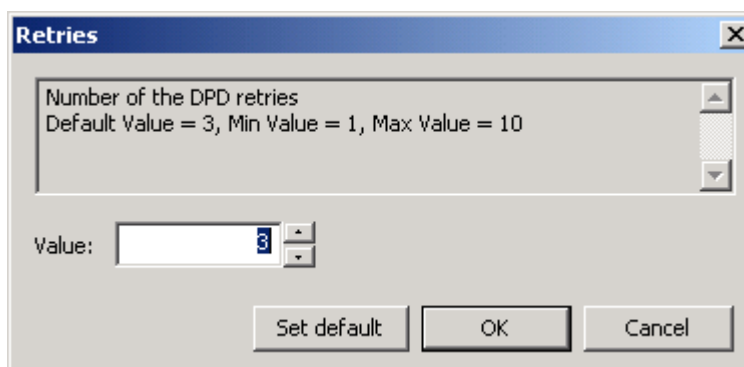 Retries
Number of the DPD retries
Default Value = 3, Min Value = 1, Max Value = 10
Value: 3
Set default OK Cancel